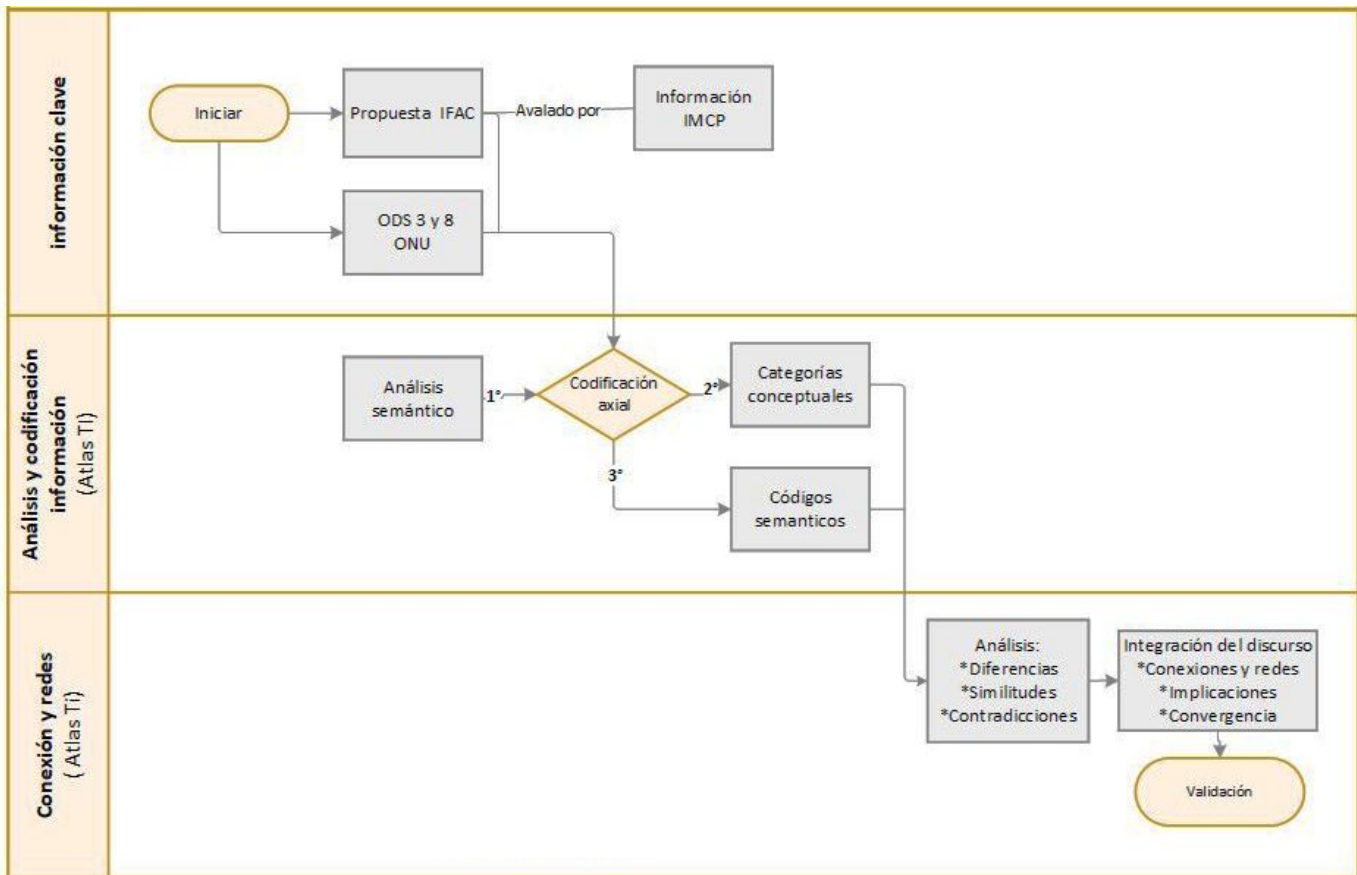 información clave
Iniciar
Propuesta IFAC
Avalado por
Información
IMCP
ODS 3 y 8
ONU
Análisis y codificación
información
(Atlas TI)
Análisis
semántico
1°
Codificación
axial
2°
Categorías
conceptuales
3°
Códigos
semanticos
Conexión y redes
( Atlas Ti)
Análisis:
*Diferencias
*Similitudes
*Contradicciones
Integración del discurso
*Conexiones y redes
*Implicaciones
*Convergencia
Validación